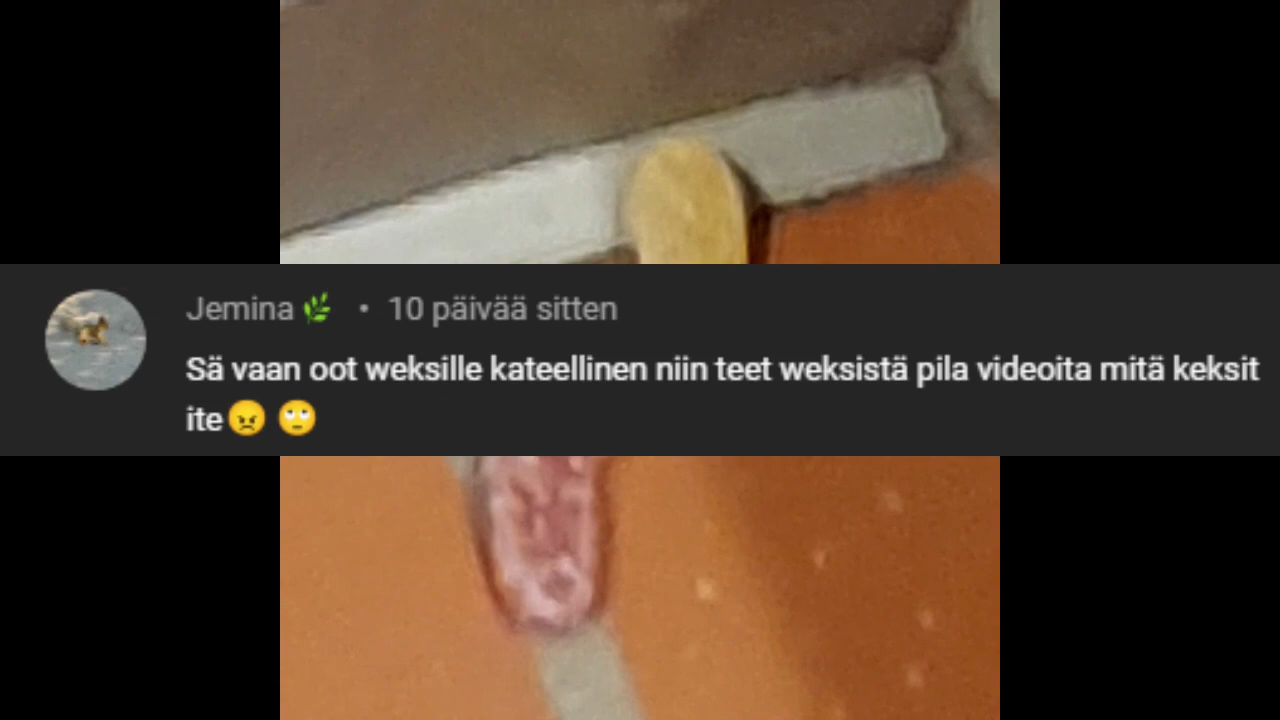 Jemina🌿 • 10 päivää sitten
Sä vaan oot weksille kateellinen niin teet weksistä pila videoita mitä keksit
ite😠 🙄